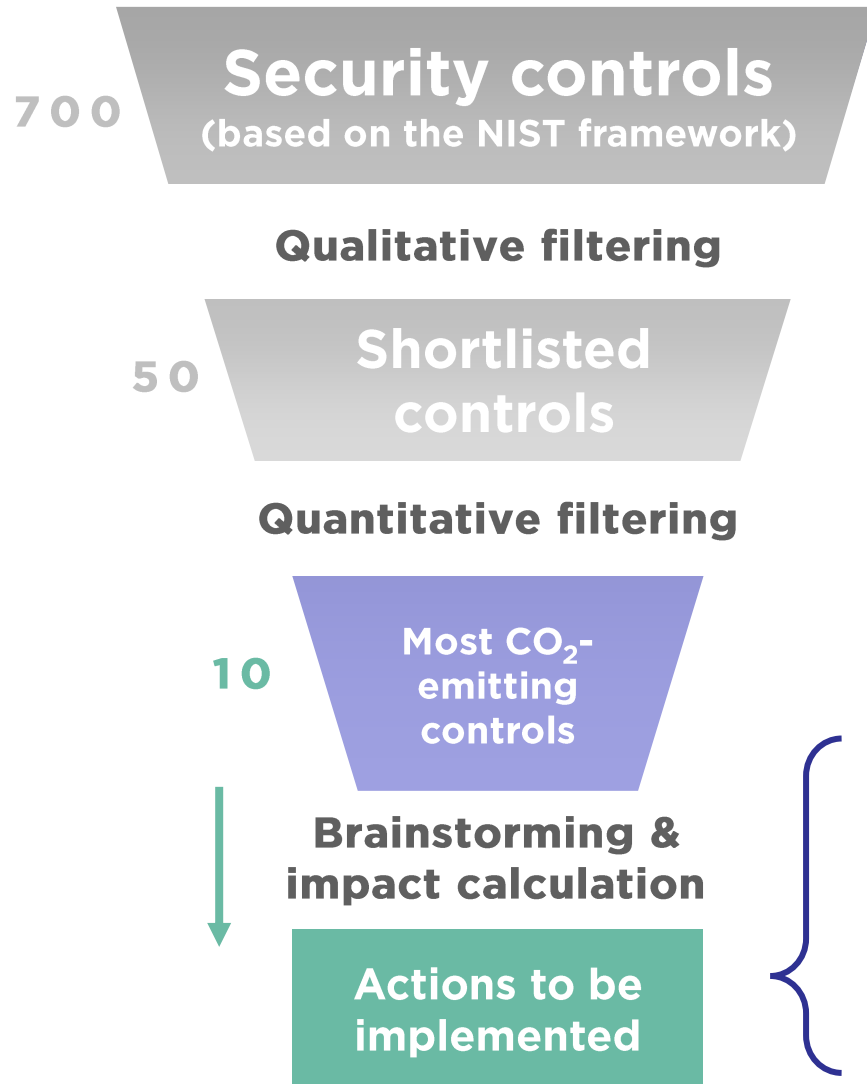 Security controls
700
(based on the NIST framework)
Qualitative filtering
Shortlisted
50
controls
Quantitative filtering
Most CO₂-
10
emitting
controls
Brainstorming &
impact calculation
Actions to be
implemented